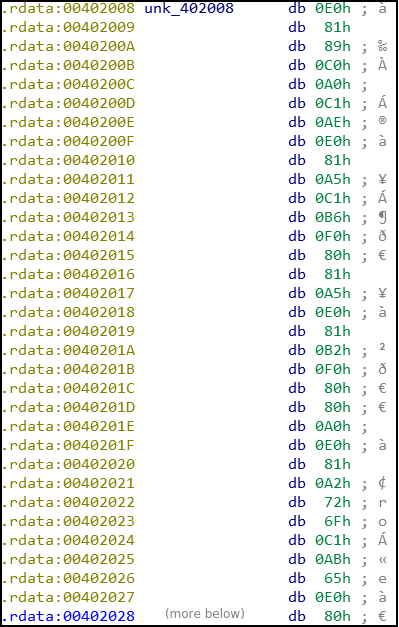 .rdata:00402008 unk_402008 db 0E0h ; à
.rdata:00402009 db 81h
.rdata:0040200A db 89h ; ‰
.rdata:0040200B db 0C0h ; À
.rdata:0040200C db 0A0h ;
.rdata:0040200D db 0C1h ; Á
.rdata:0040200E db 0AEh ; ®
.rdata:0040200F db 0E0h ; à
.rdata:00402010 db 81h
.rdata:00402011 db 0A5h ; ¥
.rdata:00402012 db 0C1h ; Á
.rdata:00402013 db 0B6h ; ¶
.rdata:00402014 db 0F0h ; ð
.rdata:00402015 db 80h ; €
.rdata:00402016 db 81h
.rdata:00402017 db 0A5h ; ¥
.rdata:00402018 db 0E0h ; à
.rdata:00402019 db 81h
.rdata:0040201A db 0B2h ; ²
.rdata:0040201B db 0F0h ; ð
.rdata:0040201C db 80h ; €
.rdata:0040201D db 80h ; €
.rdata:0040201E db 0A0h ;
.rdata:0040201F db 0E0h ; à
.rdata:00402020 db 81h
.rdata:00402021 db 0A2h ; ¢
.rdata:00402022 db 72h ; r
.rdata:00402023 db 6Fh ; o
.rdata:00402024 db 0C1h ; Á
.rdata:00402025 db 0ABh ; «
.rdata:00402026 db 65h ; e
.rdata:00402027 db 0E0h ; à
.rdata:00402028 (more below) db 80h ; €